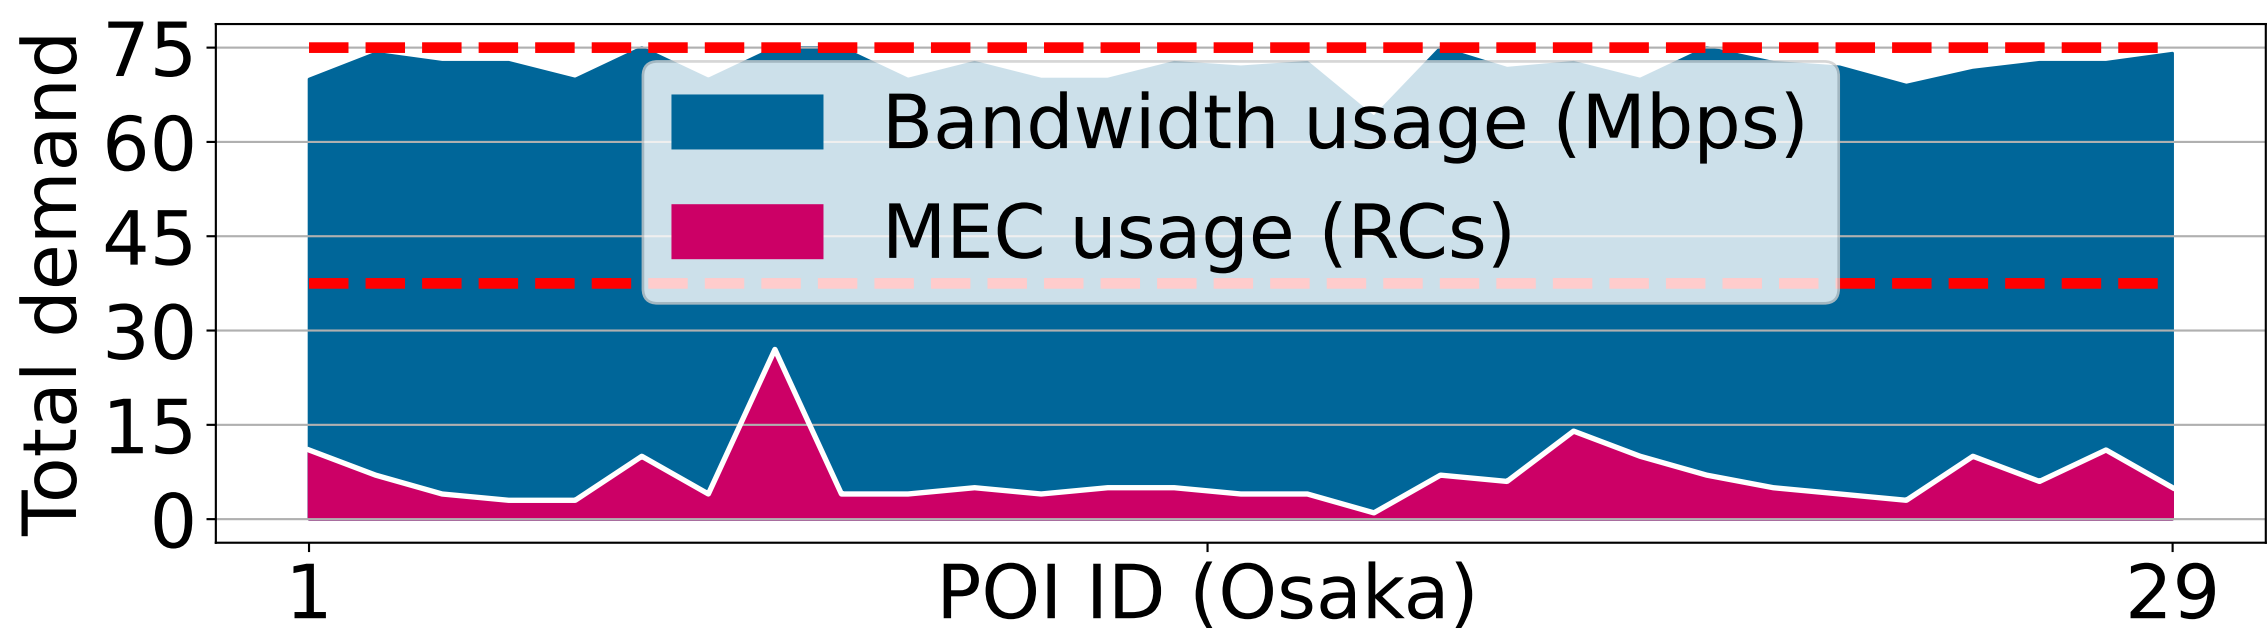 Total demand
75
60
45
30
15
0
Bandwidth usage (Mbps)
MEC usage (RCs)
1
POI ID (Osaka)
29